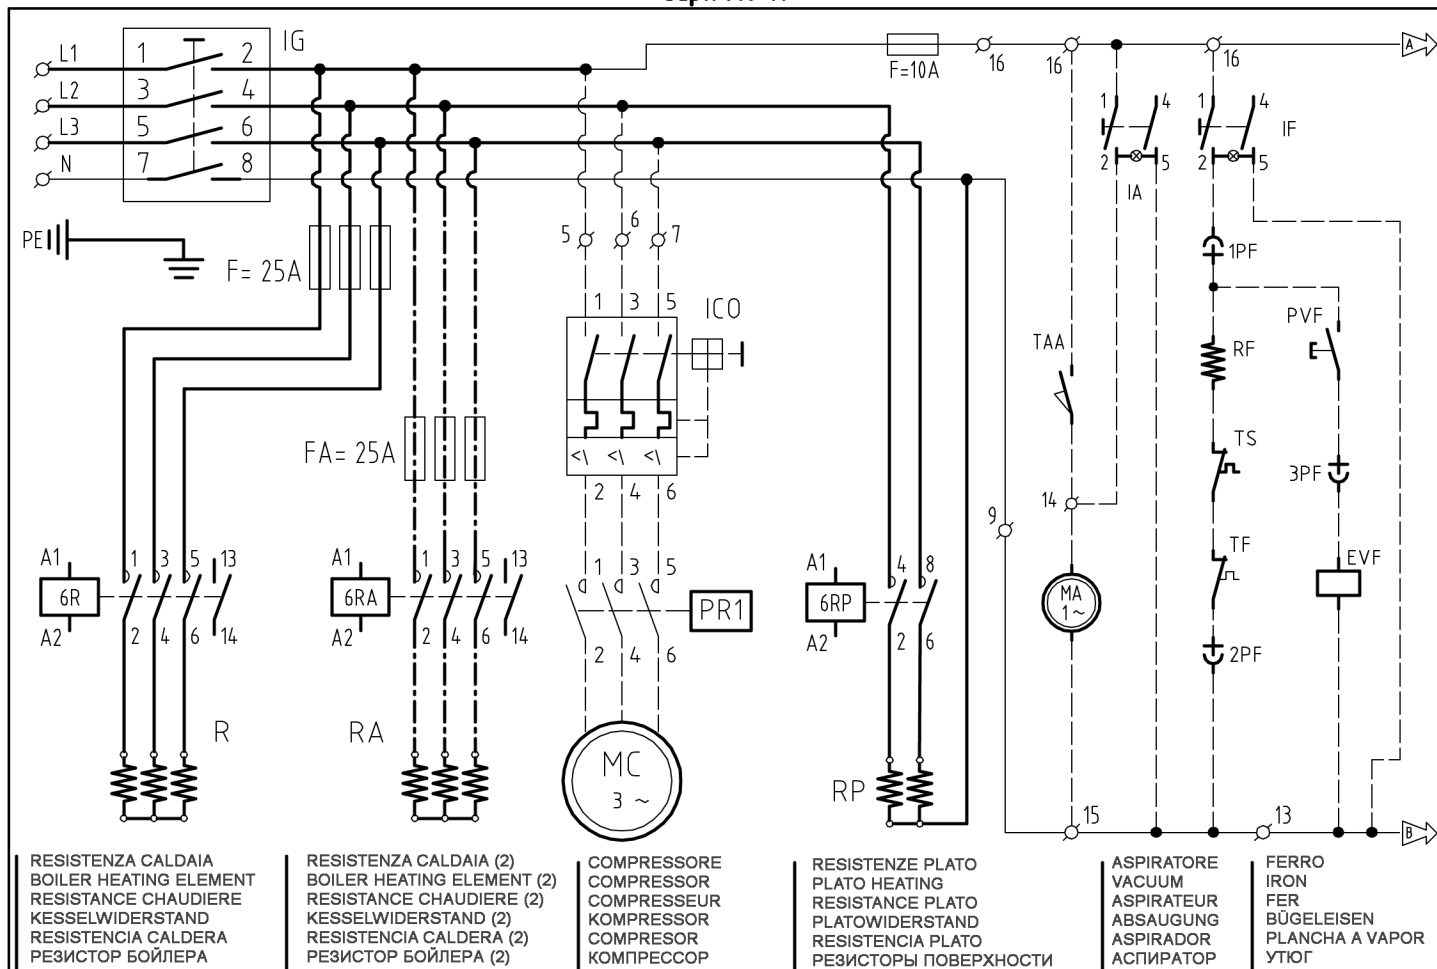 IG
L1 1 2
L2 3 4
L3 5 6
N 7 8
PE
F= 25A
F=10A
16
16
16
A
1 4
2 5
IA
1 4
2 5
IF
5 6 7
1 3 5
ICO
<\ <\ <\
2 4 6
FA= 25A
TAA
14
9
1PF
RF
PVF
TS
3PF
TF
EVF
2PF
A1
6R
A2
1 3 5 13
2 4 6 14
A1
6RA
A2
1 3 5 13
2 4 6 14
1 3 5
PR1
2 4 6
A1
6RP
A2
4 8
2 6
MA
1 ~
R
RA
MC
3 ~
RP
15
13
B
RESISTENZA CALDAIA
BOILER HEATING ELEMENT
RESISTANCE CHAUDIERE
KESSELWIDERSTAND
RESISTENCIA CALDERA
РЕЗИСТОР БОЙЛЕРА
RESISTENZA CALDAIA (2)
BOILER HEATING ELEMENT (2)
RESISTANCE CHAUDIERE (2)
KESSELWIDERSTAND (2)
RESISTENCIA CALDERA (2)
РЕЗИСТОР БОЙЛЕРА (2)
COMPRESSORE
COMPRESSOR
COMPRESSEUR
KOMPRESSOR
COMPRESOR
КОМПРЕССОР
RESISTENZE PLATO
PLATO HEATING
RESISTANCE PLATO
PLATOWIDERSTAND
RESISTENCIA PLATO
РЕЗИСТОРЫ ПОВЕРХНОСТИ
ASPIRATORE
VACUUM
ASPIRATEUR
ABSAUGUNG
ASPIRADOR
АСПИРАТОР
FERRO
IRON
FER
BÜGELEISEN
PLANCHA A VAPOR
УТЮГ